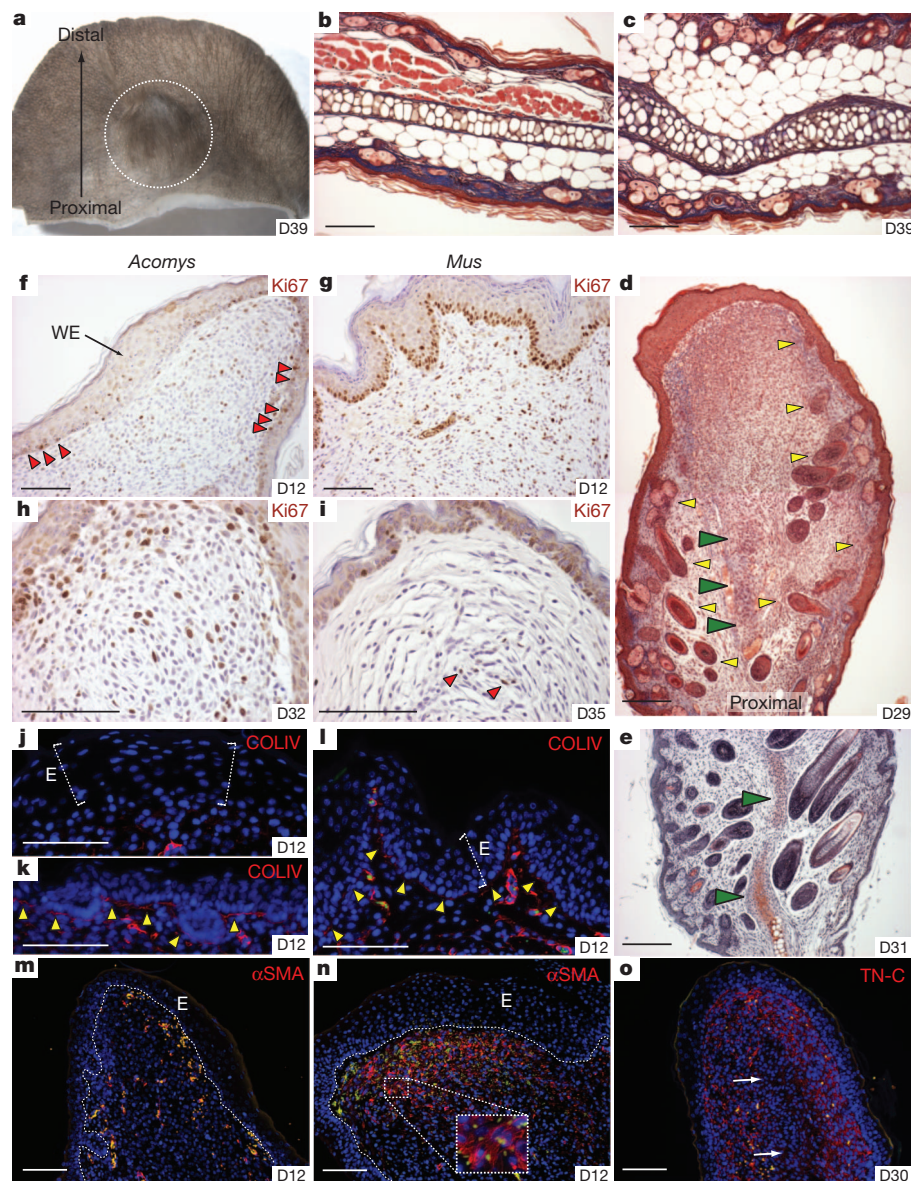 a
Distal
Proximal
D39
b
c
D39
Acomys
Mus
f
Ki67
WE
D12
g
Ki67
D12
d
Proximal
D29
h
Ki67
D32
i
Ki67
D35
j
COLIV
E
D12
k
COLIV
D12
l
COLIV
E
D12
e
D31
m
αSMA
E
D12
n
αSMA
E
D12
o
TN-C
D30